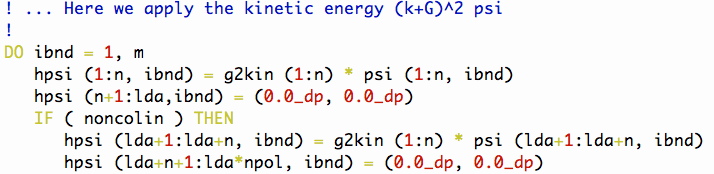 ! ... Here we apply the kinetic energy (k+G)^2 psi
!
DO ibnd = 1, m
hpsi (1:n, ibnd) = g2kin (1:n) * psi (1:n, ibnd)
hpsi (n+1:lda,ibnd) = (0.0_dp, 0.0_dp)
IF ( noncolin ) THEN
hpsi (lda+1:lda+n, ibnd) = g2kin (1:n) * psi (lda+1:lda+n, ibnd)
hpsi (lda+n+1:lda*npol, ibnd) = (0.0_dp, 0.0_dp)